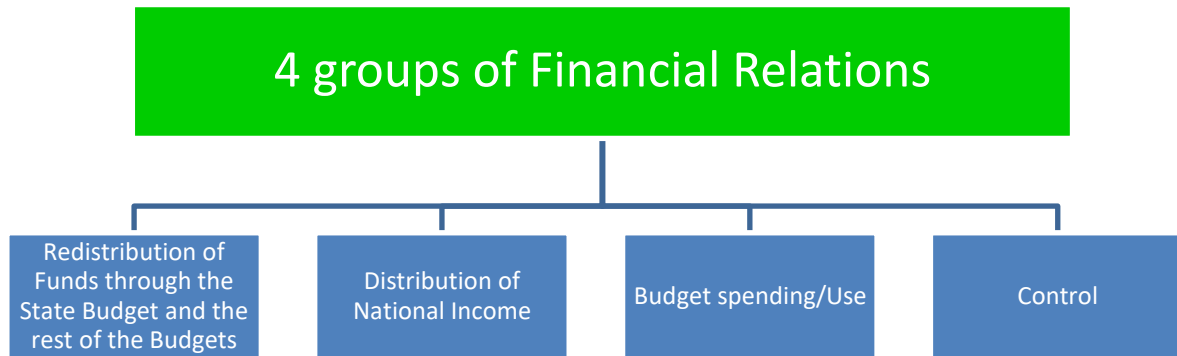 4 groups of Financial Relations
Redistribution of
Funds through the
State Budget and the
rest of the Budgets
Distribution of
National Income
Budget spending/Use
Control